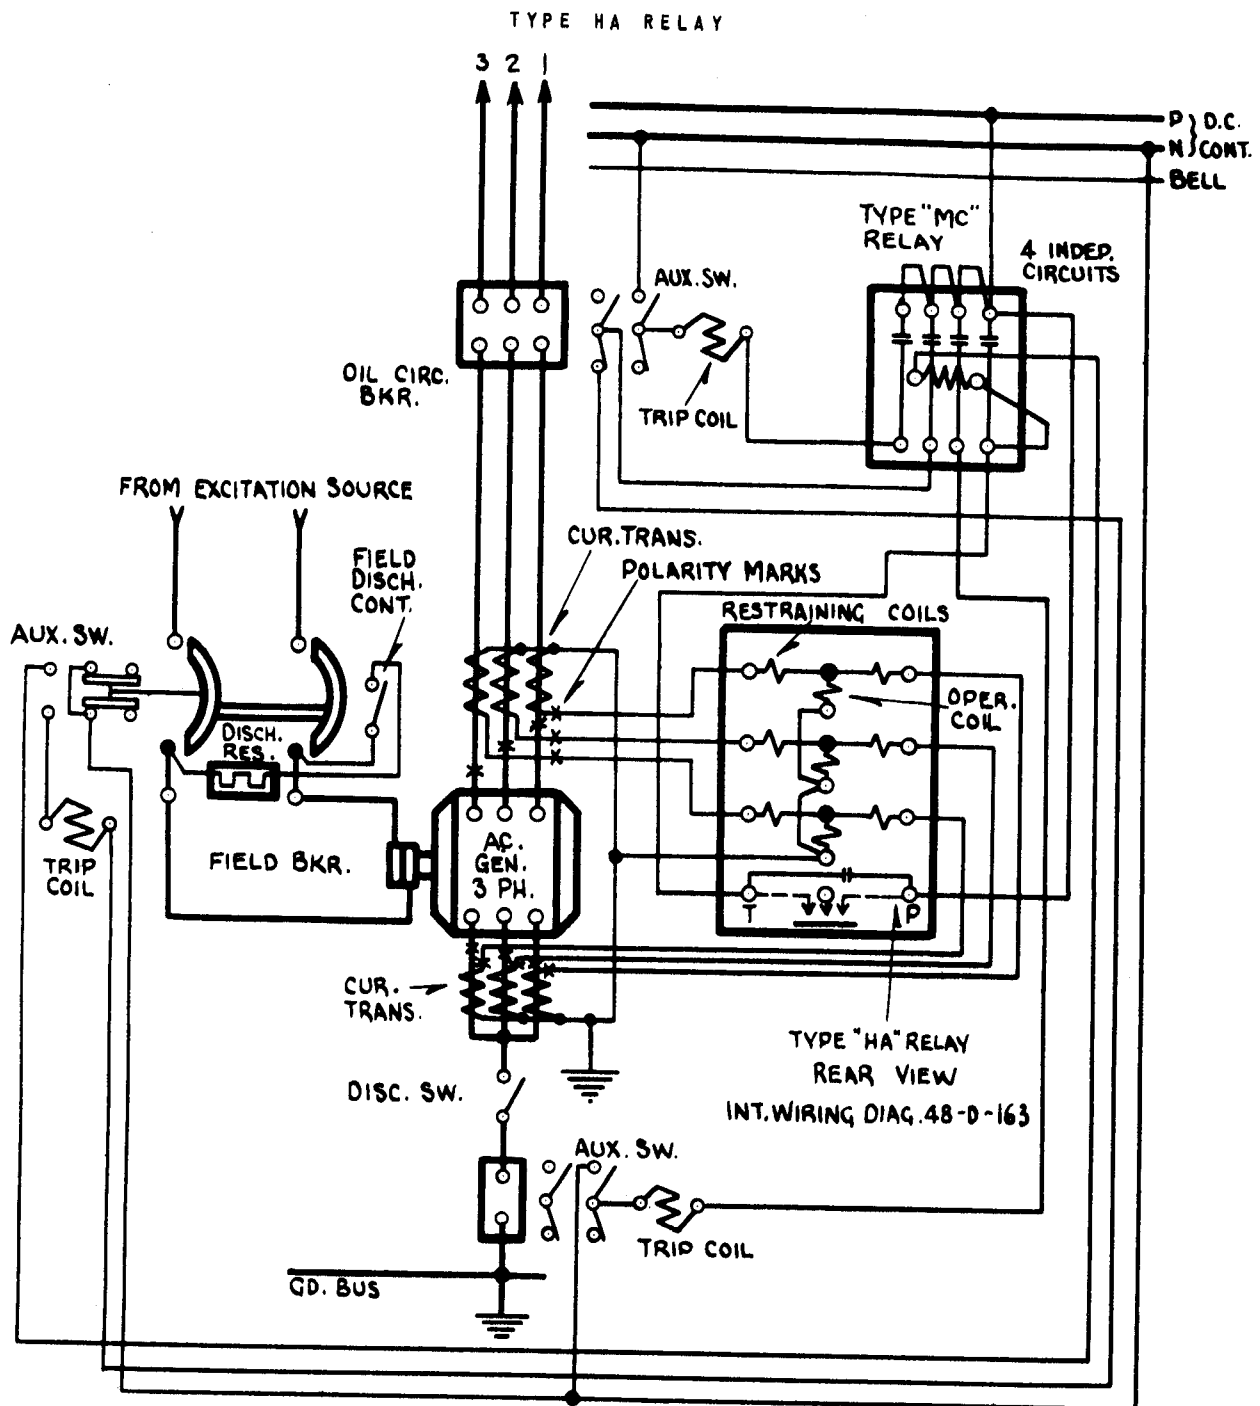 TYPE HA RELAY
3 2 1
P } D.C.
N } CONT.
BELL
TYPE "MC"
RELAY
4 INDEP.
CIRCUITS
AUX. SW.
OIL CIRC.
BKR.
TRIP COIL
FROM EXCITATION SOURCE
CUR. TRANS.
FIELD
DISCH.
CONT.
POLARITY MARKS
RESTRAINING COILS
AUX. SW.
OPER.
COIL
DISCH.
RES.
TRIP
COIL
FIELD BKR.
AC.
GEN.
3 PH.
T P
CUR.
TRANS.
TYPE "HA" RELAY
REAR VIEW
INT. WIRING DIAG. 48-D-163
DISC. SW.
AUX. SW.
TRIP COIL
GD. BUS